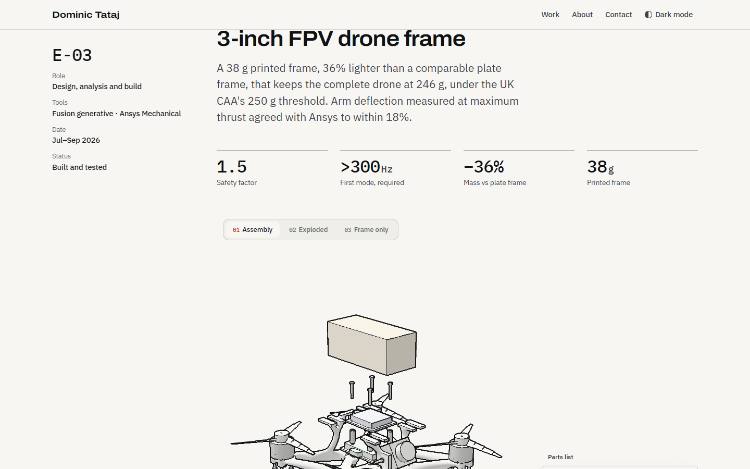 Dominic Tataj
Work About Contact Dark mode
E-03
Role
Design, analysis and build
Tools
Fusion generative · Ansys Mechanical
Date
Jul–Sep 2026
Status
Built and tested
3-inch FPV drone frame
A 38 g printed frame, 36% lighter than a comparable plate
frame, that keeps the complete drone at 246 g, under the UK
CAA's 250 g threshold. Arm deflection measured at maximum
thrust agreed with Ansys to within 18%.
1.5
Safety factor
>300Hz
First mode, required
−36%
Mass vs plate frame
38g
Printed frame
01 Assembly 02 Exploded 03 Frame only
Parts list